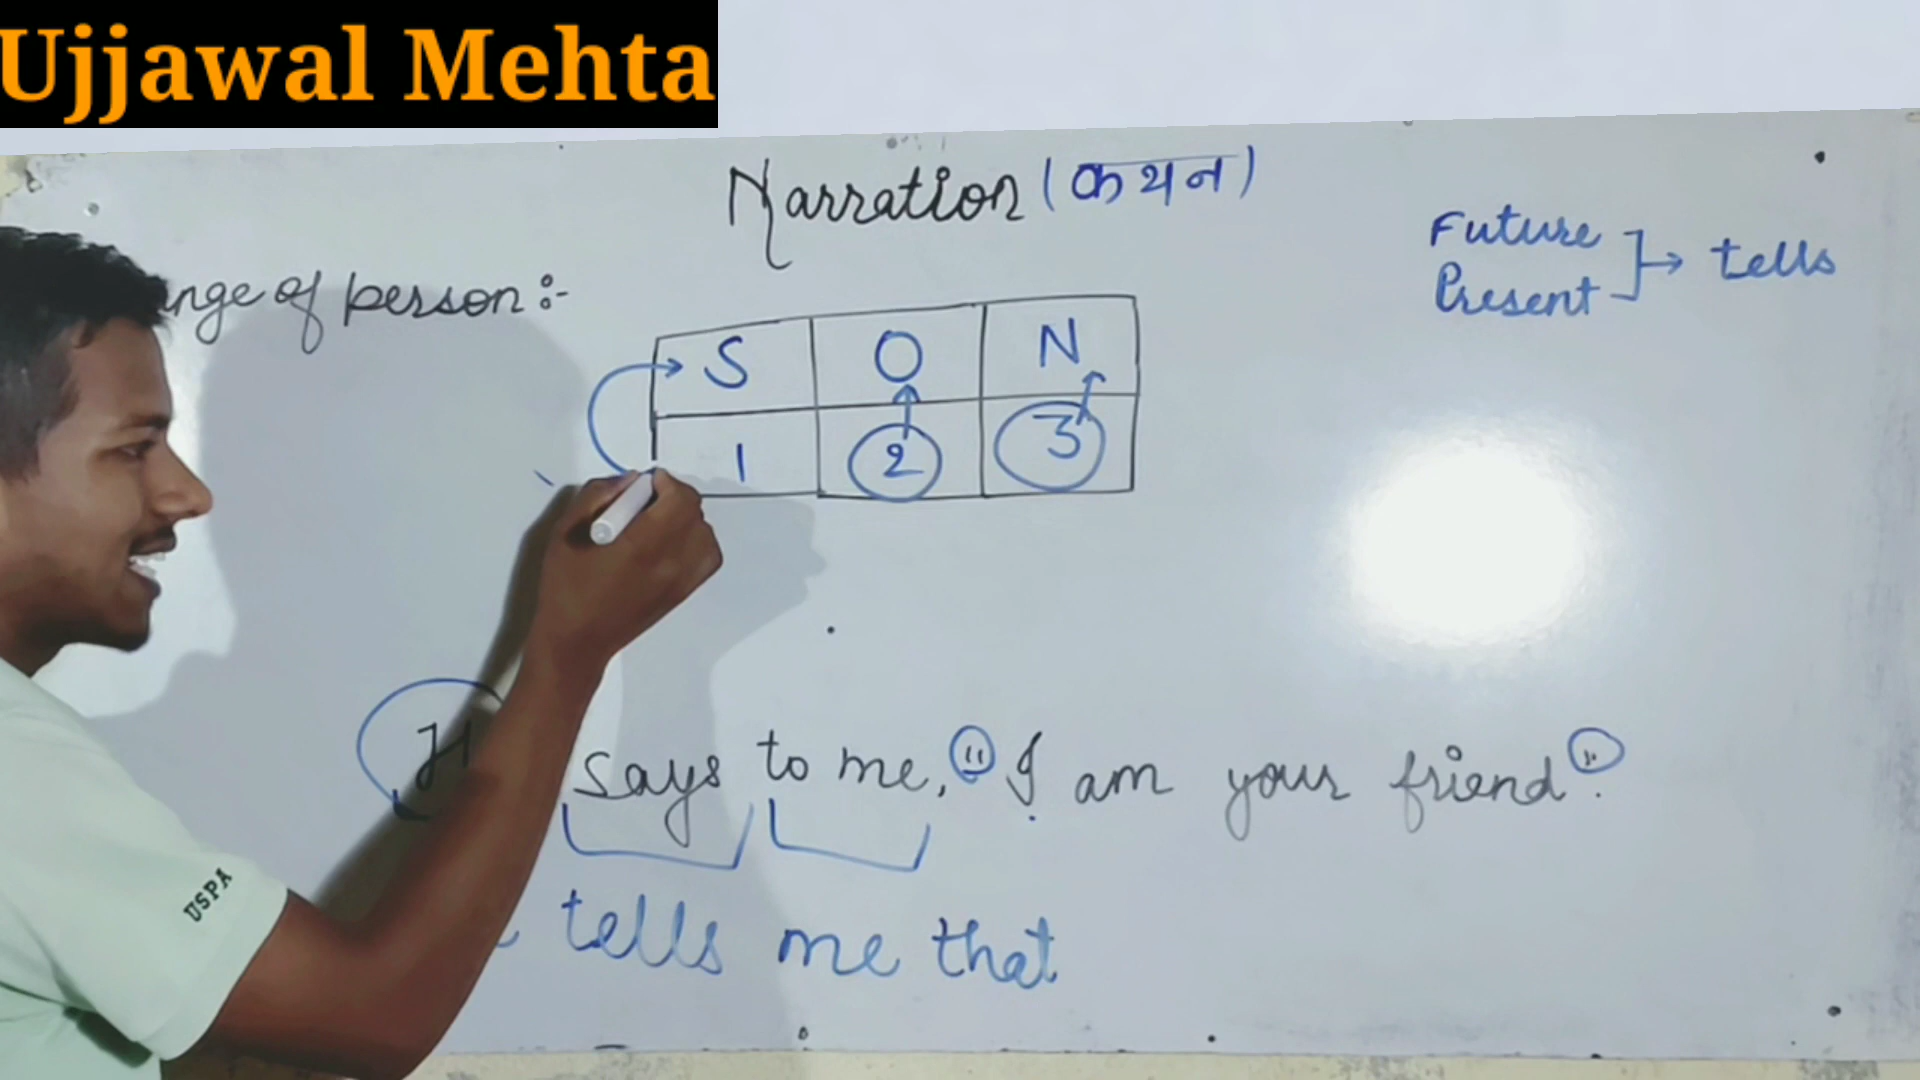 Ujjawal Mehta
Narration (कथन)
Future
Present
tells
of person :-
S O N
1 2 3
says to me, "I am your friend".
tells me that
USPA